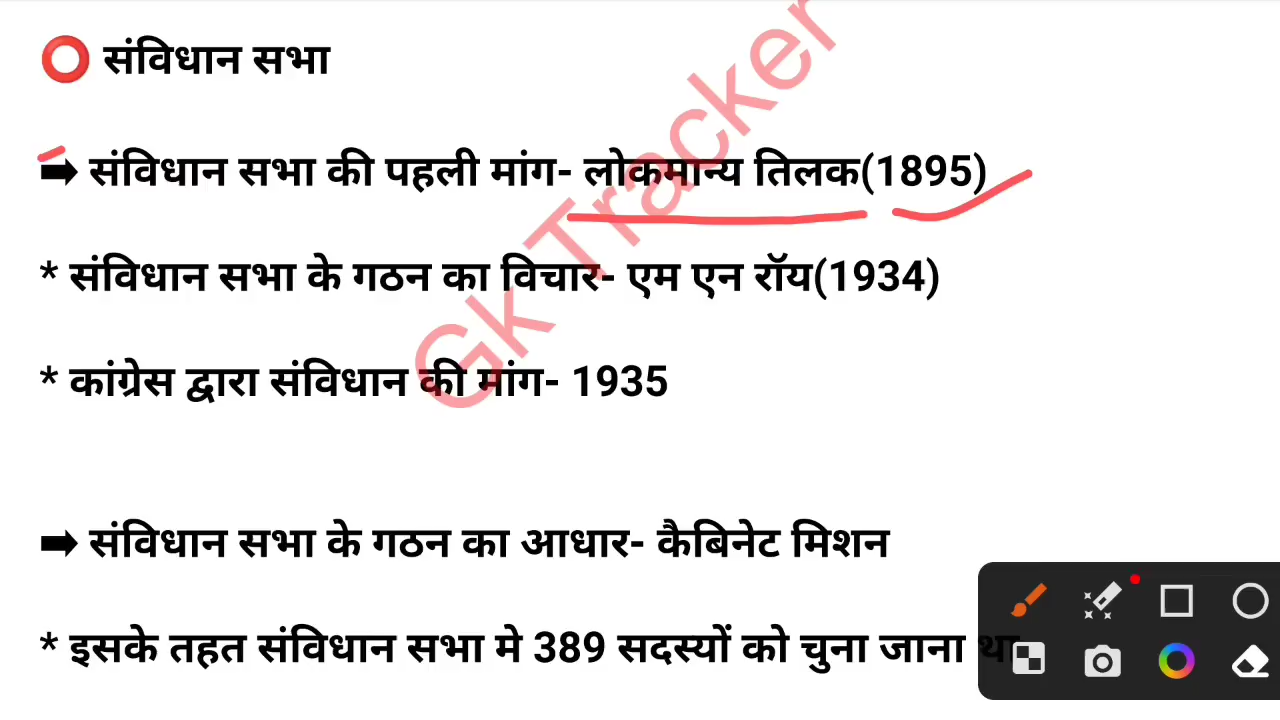 ⭕ संविधान सभा
➡ संविधान सभा की पहली मांग- लोकमान्य तिलक(1895)
* संविधान सभा के गठन का विचार- एम एन रॉय(1934)
* कांग्रेस द्वारा संविधान की मांग- 1935
➡ संविधान सभा के गठन का आधार- कैबिनेट मिशन
* इसके तहत संविधान सभा मे 389 सदस्यों को चुना जाना था
Gk Tracker